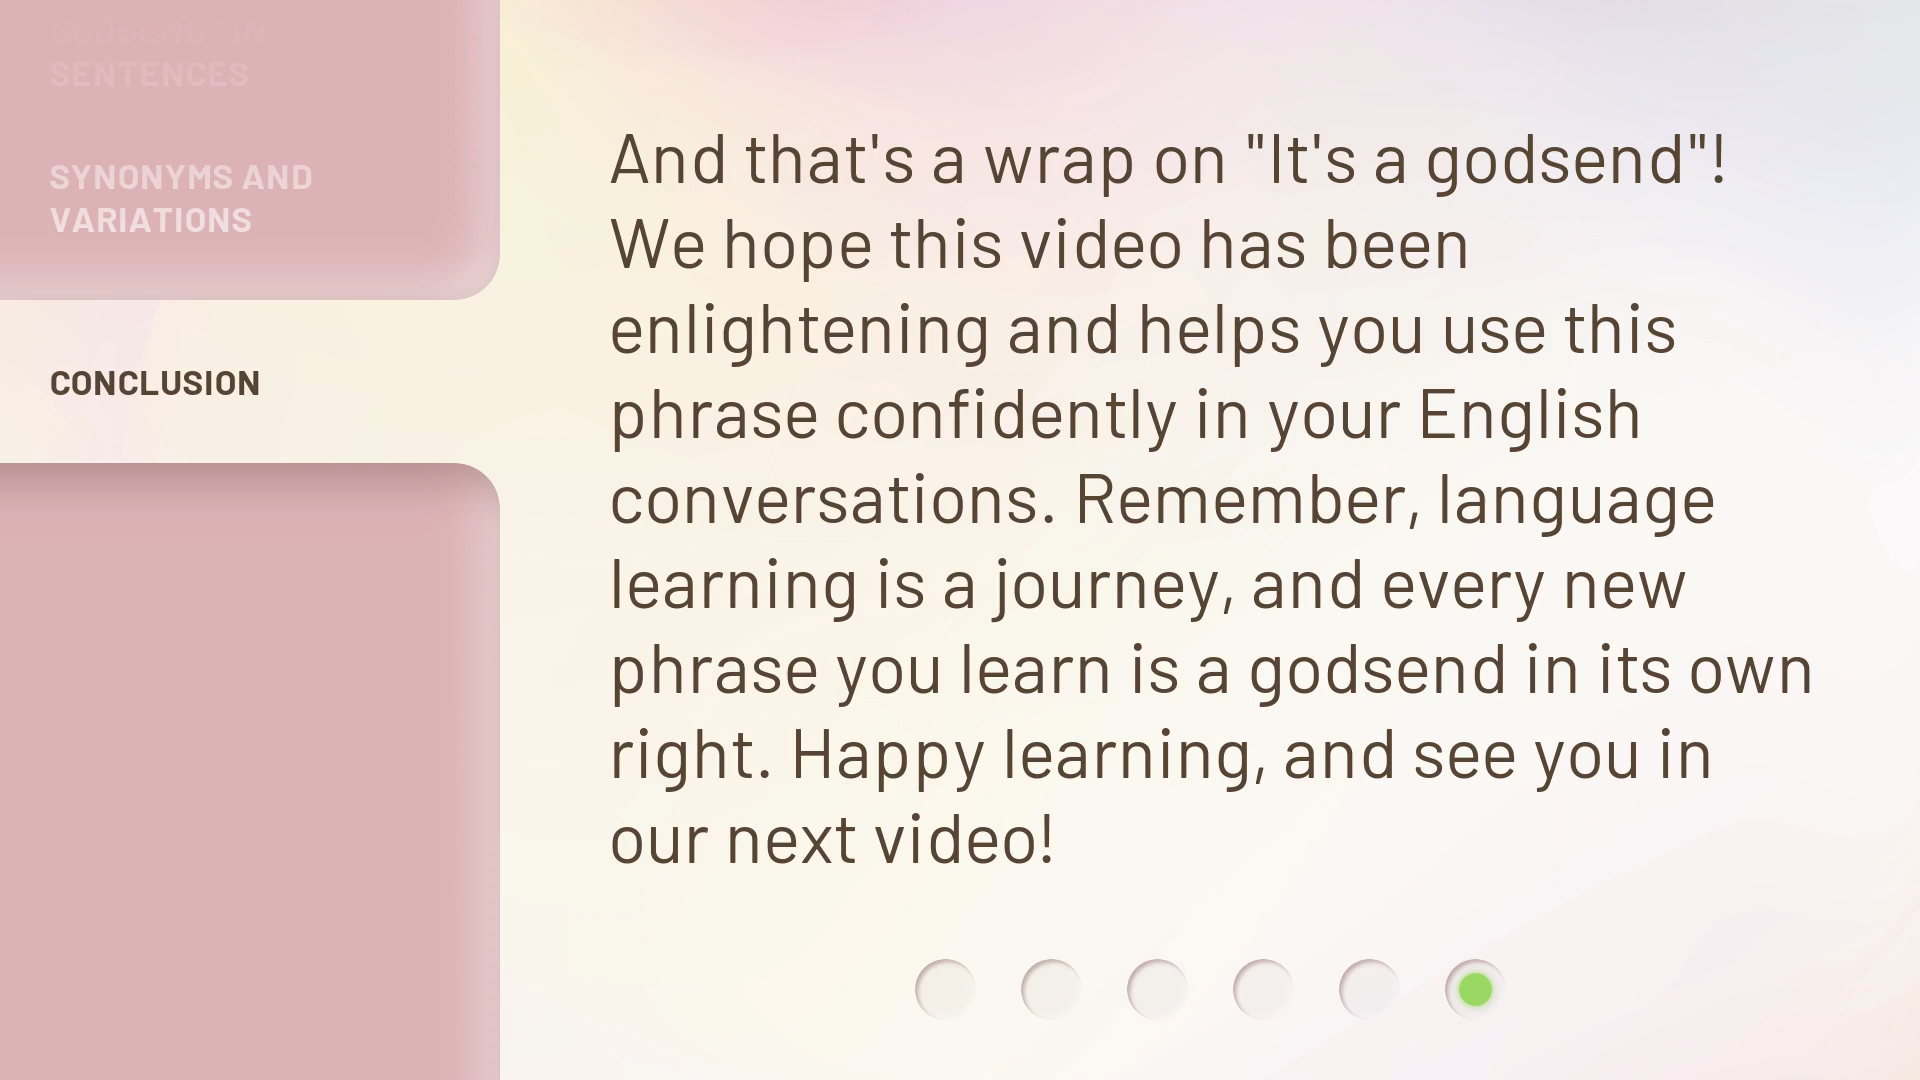 GODSEND" IN
SENTENCES
SYNONYMS AND
VARIATIONS
CONCLUSION
And that's a wrap on "It's a godsend"!
We hope this video has been
enlightening and helps you use this
phrase confidently in your English
conversations. Remember, language
learning is a journey, and every new
phrase you learn is a godsend in its own
right. Happy learning, and see you in
our next video!